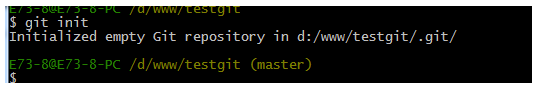 E73-8@E73-8-PC /d/www/testgit
$ git init
Initialized empty Git repository in d:/www/testgit/.git/
E73-8@E73-8-PC /d/www/testgit (master)
$